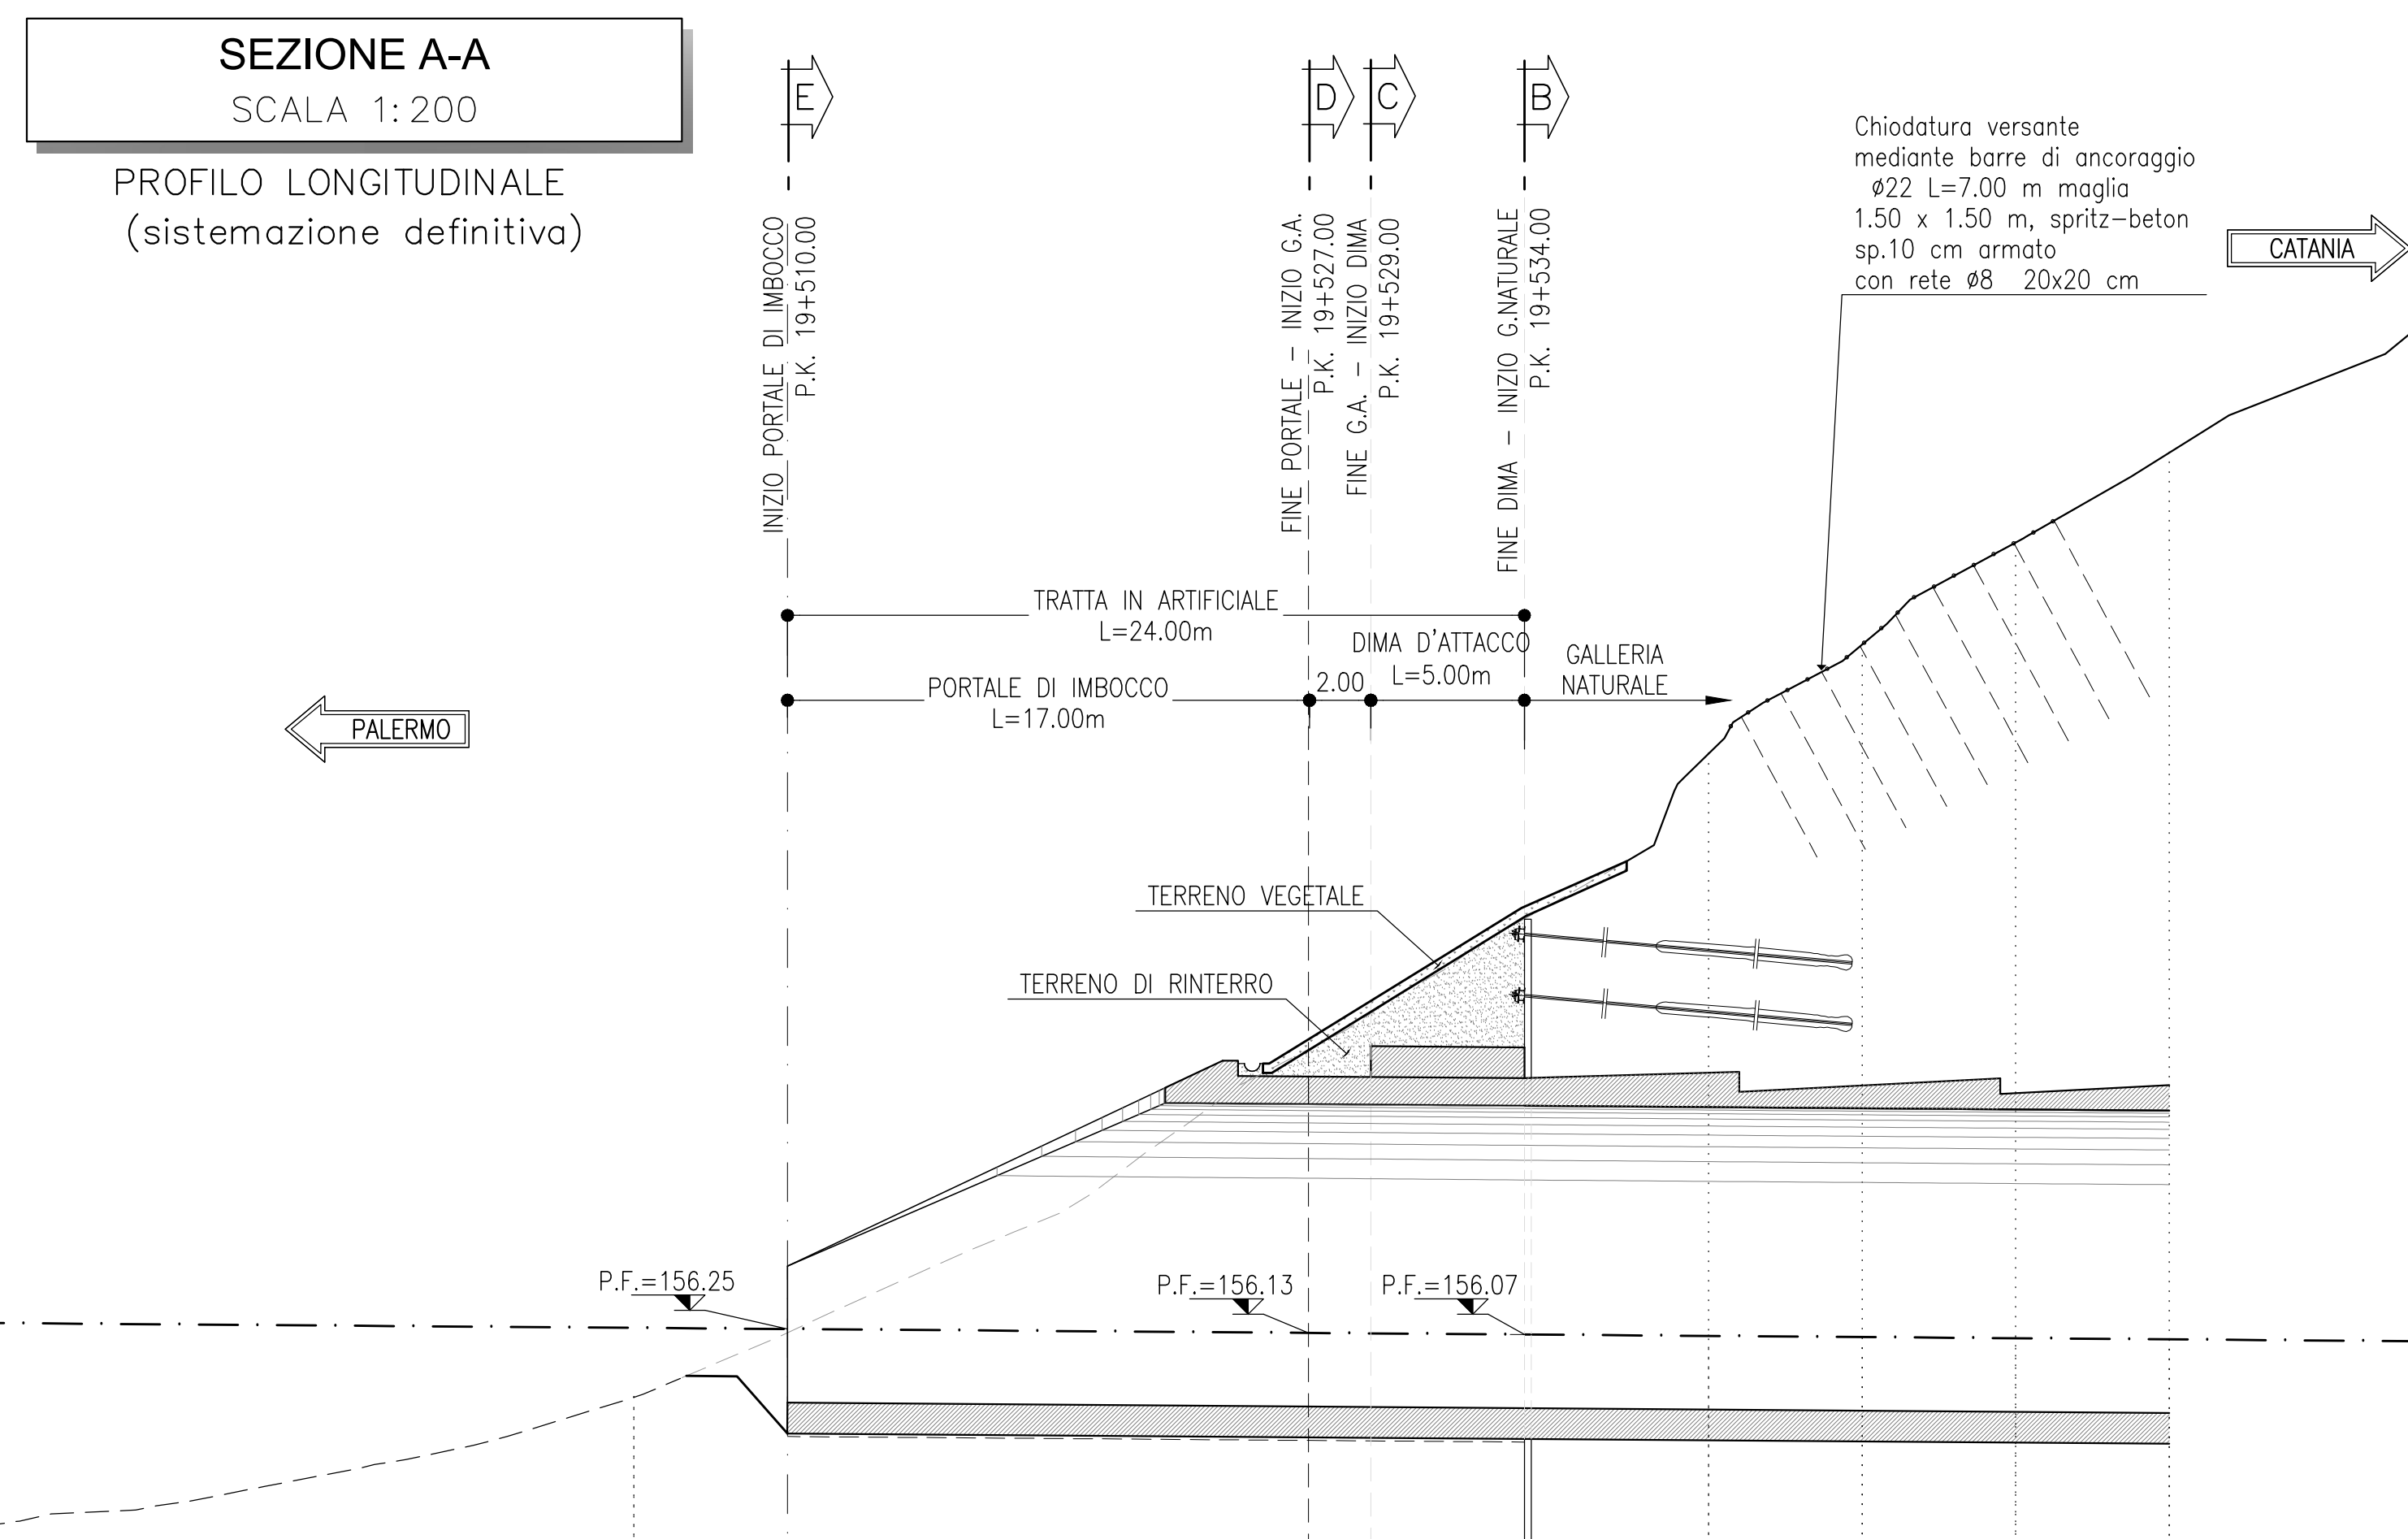 SEZIONE A-A
SCALA 1:200
PROFILO LONGITUDINALE
(sistemazione definitiva)
E
D
C
B
INIZIO PORTALE DI IMBOCCO
P.K. 19+510.00
FINE PORTALE - INIZIO G.A.
P.K. 19+527.00
FINE G.A. - INIZIO DIMA
P.K. 19+529.00
FINE DIMA - INIZIO G.NATURALE
P.K. 19+534.00
Chiodatura versante
mediante barre di ancoraggio
ø22 L=7.00 m maglia
1.50 x 1.50 m, spritz-beton
sp.10 cm armato
con rete ø8 20x20 cm
CATANIA
TRATTA IN ARTIFICIALE
L=24.00m
DIMA D'ATTACCO
L=5.00m
GALLERIA
NATURALE
PORTALE DI IMBOCCO
L=17.00m
2.00
PALERMO
TERRENO VEGETALE
TERRENO DI RINTERRO
P.F.=156.25
P.F.=156.13
P.F.=156.07